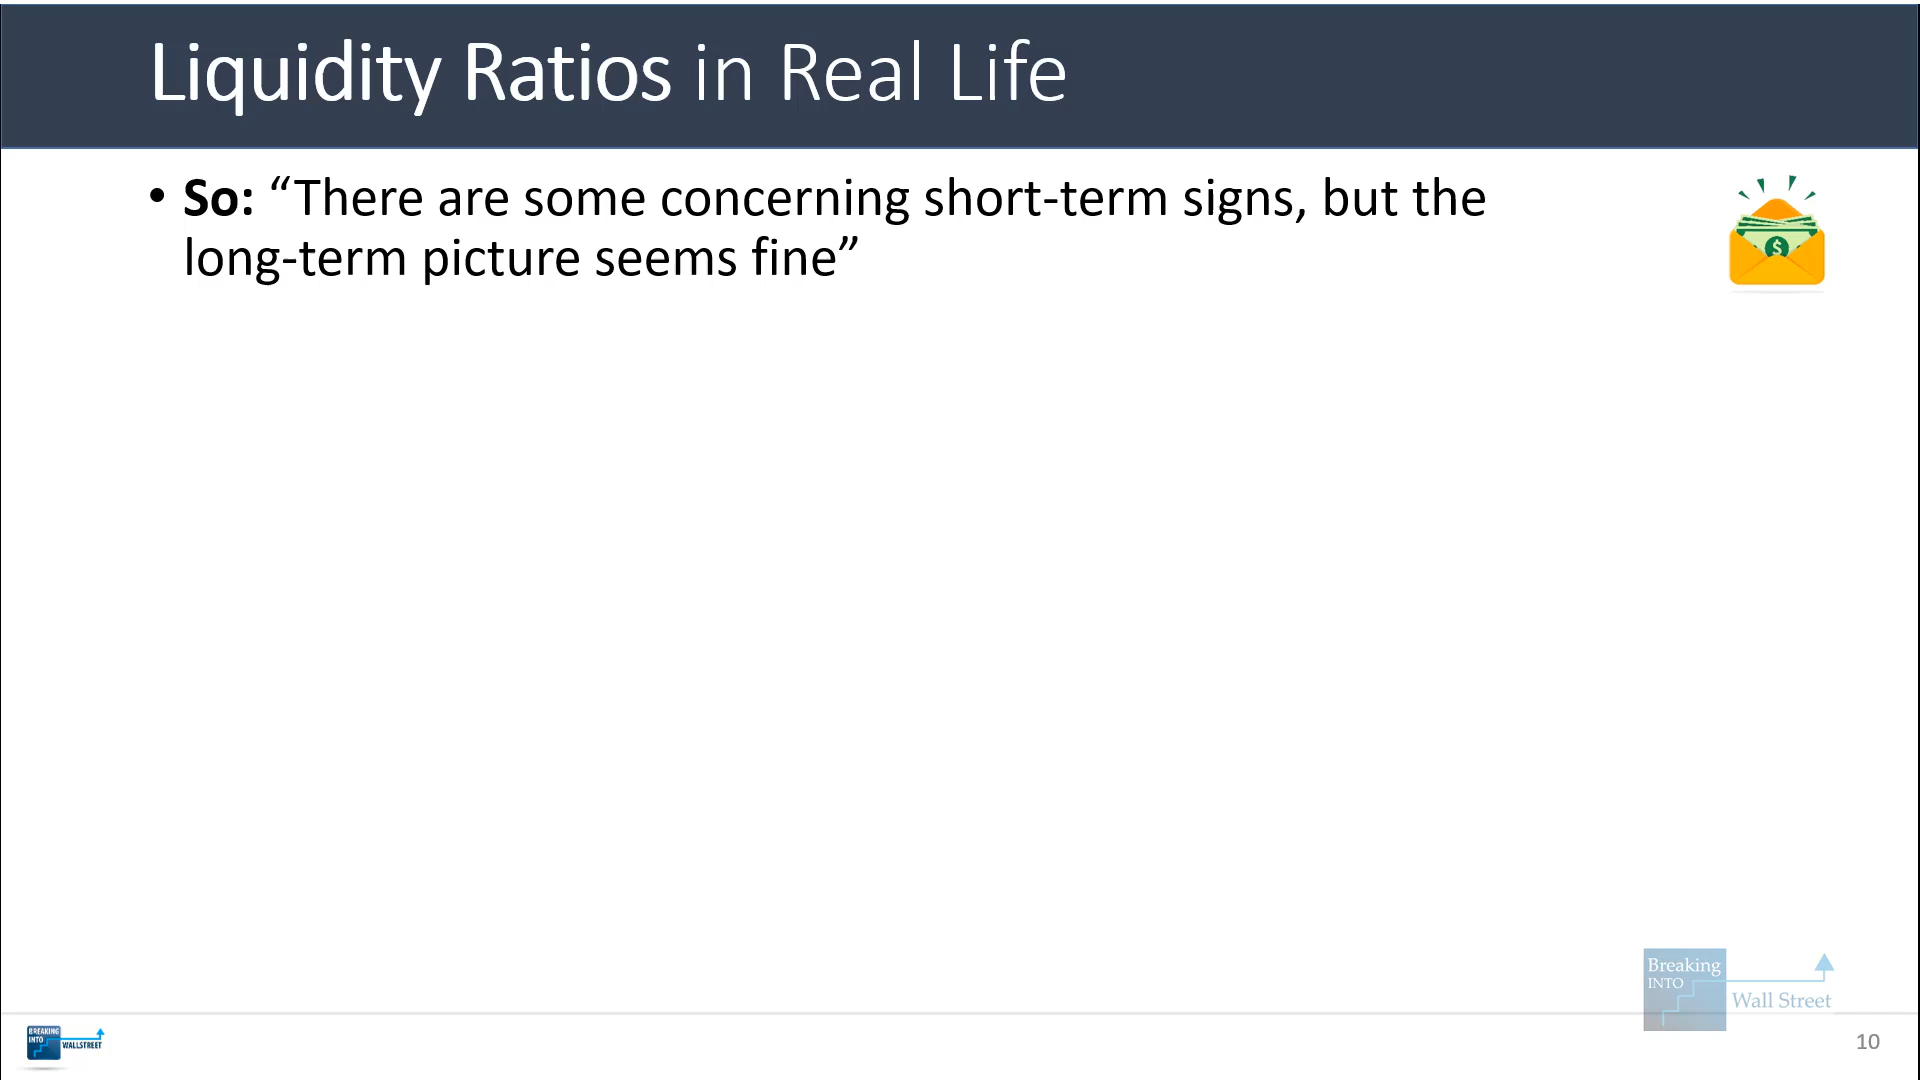 Liquidity Ratios in Real Life
• So: “There are some concerning short-term signs, but the
long-term picture seems fine”
$
Breaking
INTO
Wall Street
BREAKING
INTO
WALLSTREET
10